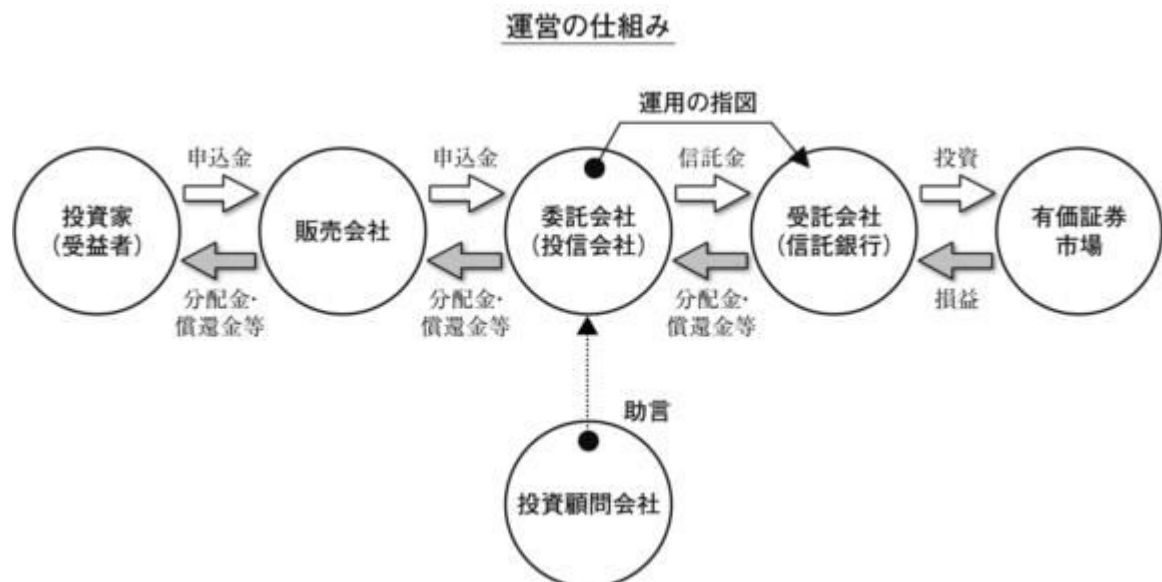 運営の仕組み
運用の指図
申込金
申込金
信託金
投資
投資家
(受益者)
販売会社
委託会社
(投信会社)
受託会社
(信託銀行)
有価証券
市場
分配金・
償還金等
分配金・
償還金等
分配金・
償還金等
損益
助言
投資顧問会社